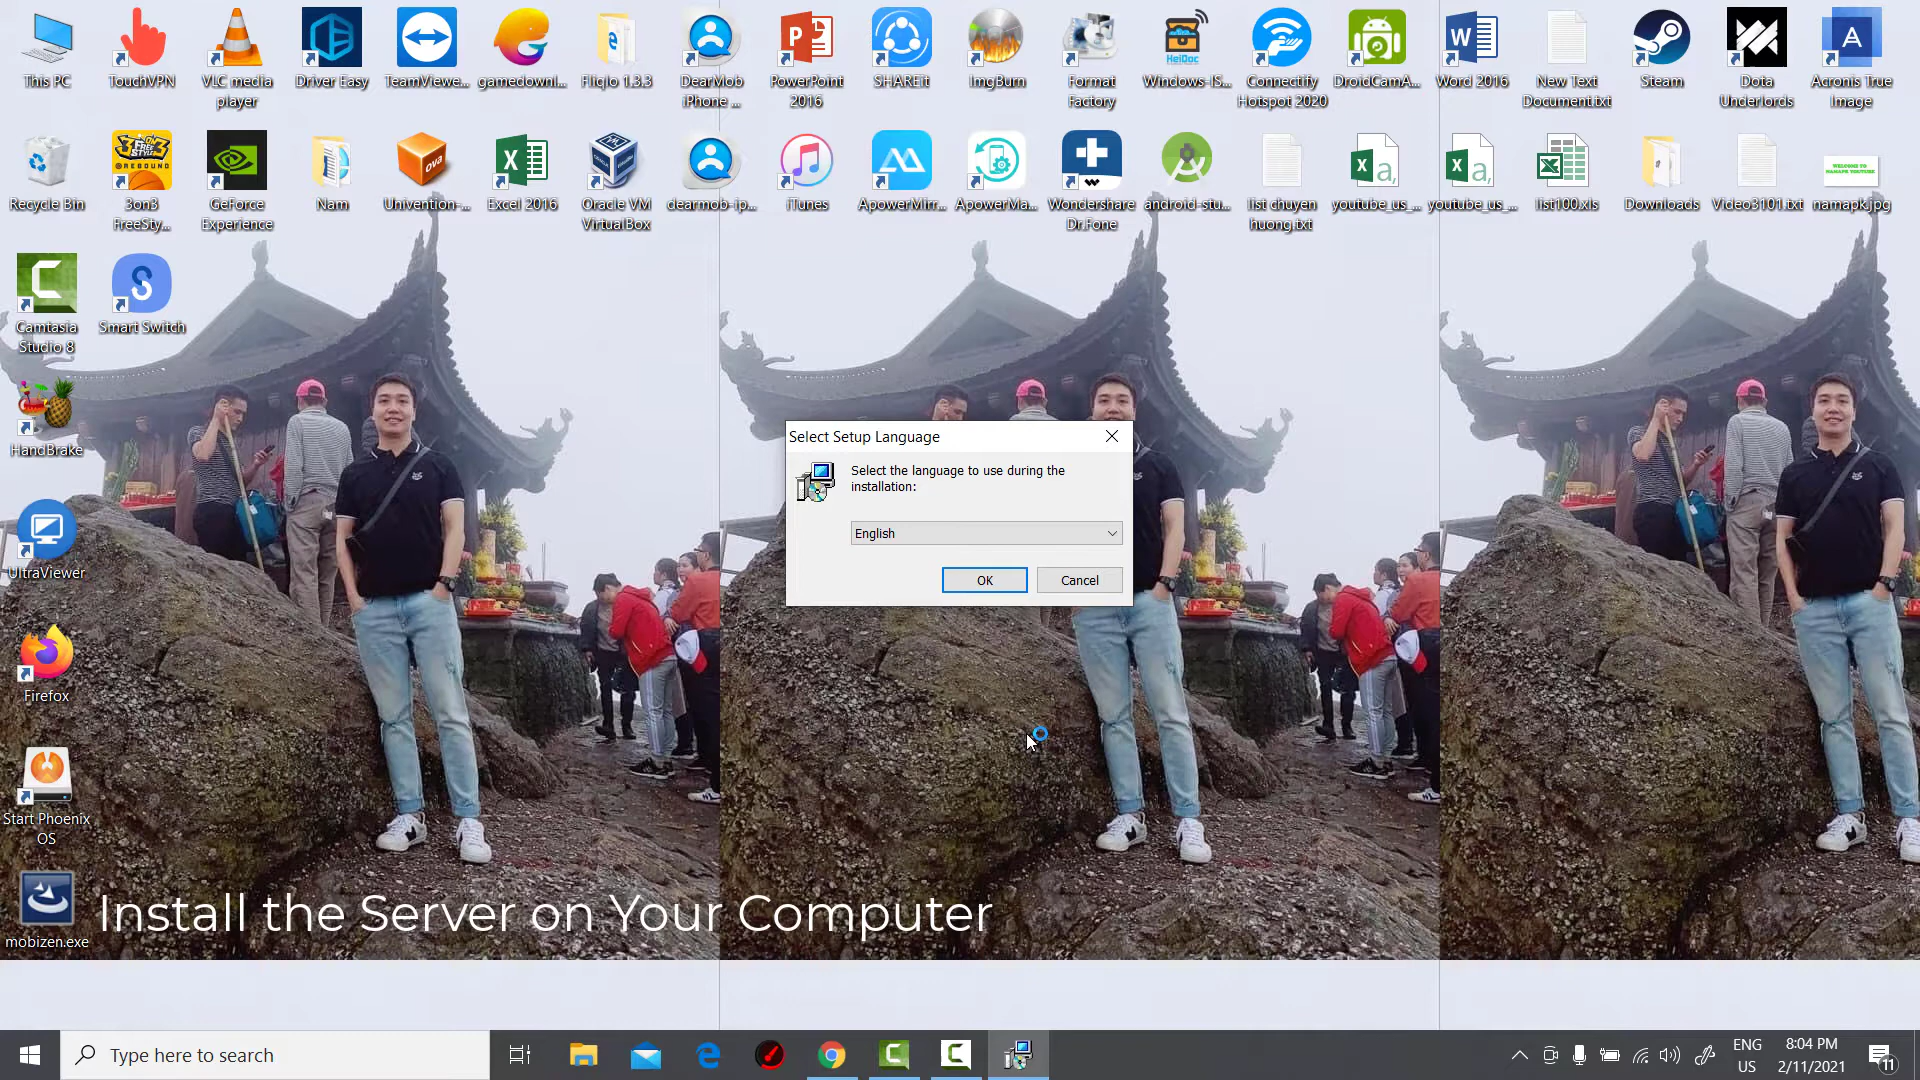 This PC
TouchVPN
VLC media player
Driver Easy
TeamViewe...
gamedownl...
Fliqlo 1.3.3
DearMob iPhone ...
PowerPoint 2016
SHAREit
ImgBurn
Format Factory
Windows-IS...
Connectify Hotspot 2020
DroidCamA...
Word 2016
New Text Document.txt
Steam
Dota Underlords
Acronis True Image
Recycle Bin
3on3 FreeSty...
GeForce Experience
Nam
Univention-...
Excel 2016
Oracle VM VirtualBox
dearmob-ip...
iTunes
ApowerMirr...
ApowerMa...
Wondershare Dr.Fone
android-stu...
list chuyen huong.txt
youtube_us_...
youtube_us_...
list100.xls
Downloads
Video3101.txt
namapk.jpg
Camtasia Studio 8
Smart Switch
HandBrake
UltraViewer
Firefox
Start Phoenix OS
mobizen.exe
Select Setup Language
Select the language to use during the
installation:
English
OK
Cancel
Install the Server on Your Computer
Type here to search
ENG
US
8:04 PM
2/11/2021
11